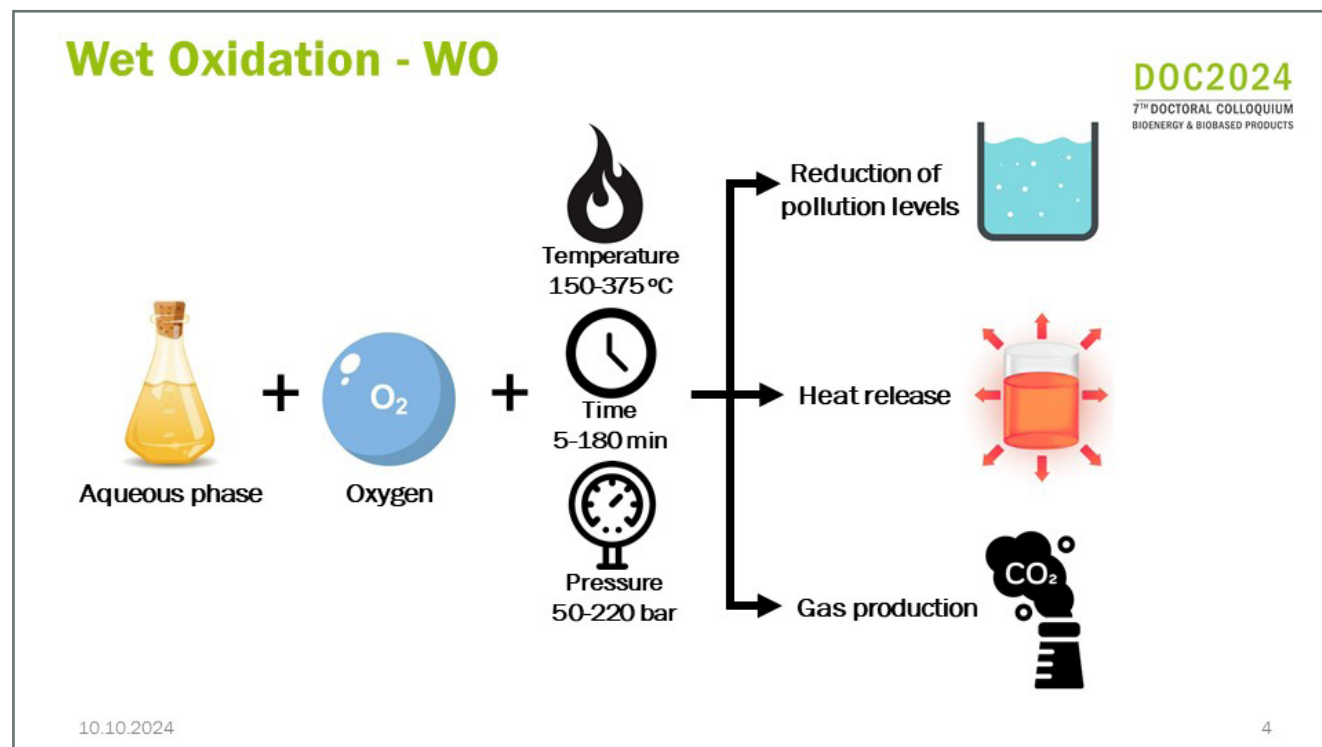 Wet Oxidation - WO
DOC2024
7TH DOCTORAL COLLOQUIUM
BIOENERGY & BIOBASED PRODUCTS
Aqueous phase
+
O₂
Oxygen
+
Temperature
150-375 ºC
Time
5-180 min
Pressure
50-220 bar
Reduction of
pollution levels
Heat release
Gas production
CO₂
10.10.2024
4